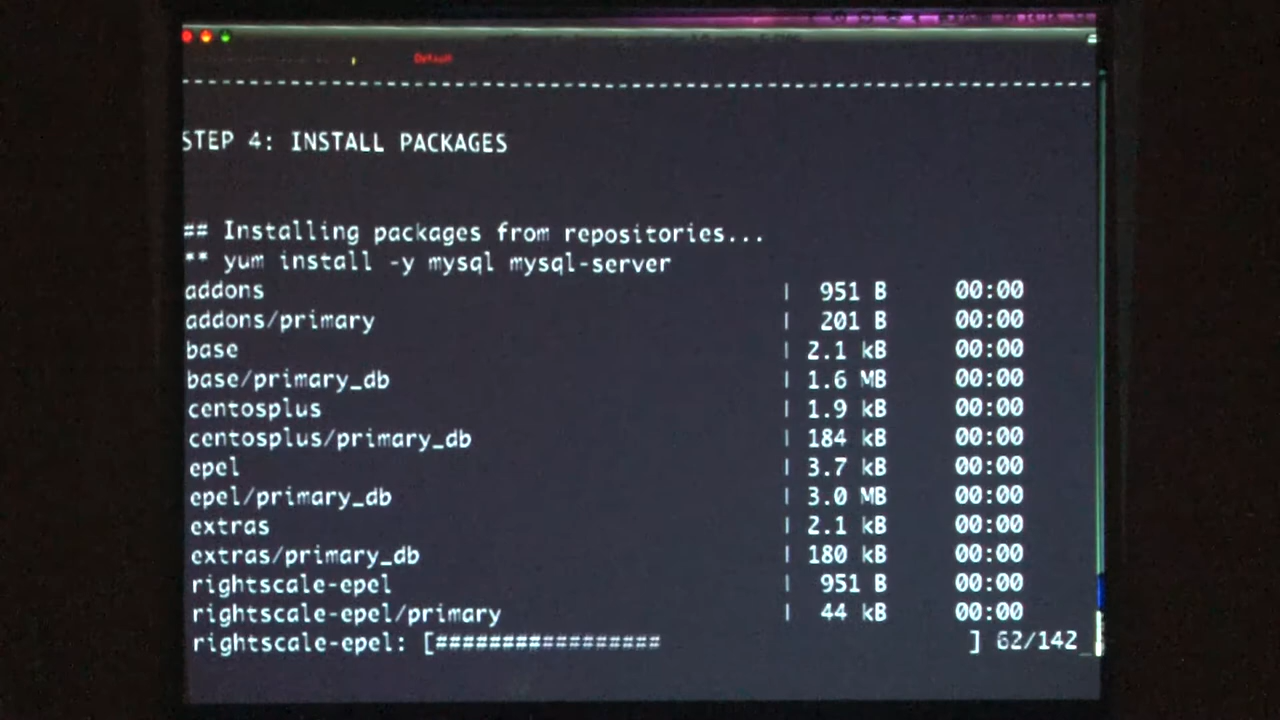 Default
STEP 4: INSTALL PACKAGES
## Installing packages from repositories...
** yum install -y mysql mysql-server
addons | 951 B 00:00
addons/primary | 201 B 00:00
base | 2.1 kB 00:00
base/primary_db | 1.6 MB 00:00
centosplus | 1.9 kB 00:00
centosplus/primary_db | 184 kB 00:00
epel | 3.7 kB 00:00
epel/primary_db | 3.0 MB 00:00
extras | 2.1 kB 00:00
extras/primary_db | 180 kB 00:00
rightscale-epel | 951 B 00:00
rightscale-epel/primary | 44 kB 00:00
rightscale-epel: [################# ] 62/142